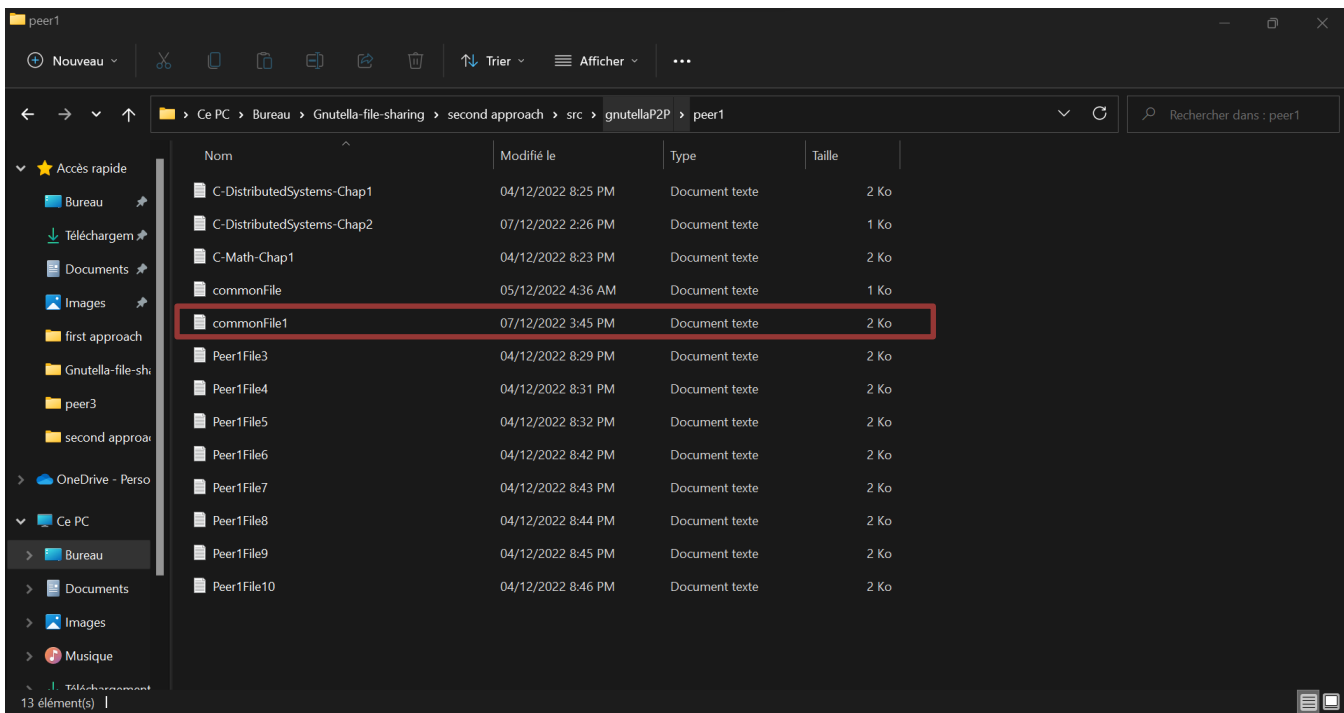 peer1
Nouveau Trier Afficher
Ce PC > Bureau > Gnutella-file-sharing > second approach > src > gnutellaP2P > peer1 Rechercher dans : peer1
Nom Modifié le Type Taille
Accès rapide
Bureau
Téléchargem
Documents
Images
first approach
Gnutella-file-sha
peer3
second approac
OneDrive - Perso
Ce PC
Bureau
Documents
Images
Musique
Téléchargement
C-DistributedSystems-Chap1 04/12/2022 8:25 PM Document texte 2 Ko
C-DistributedSystems-Chap2 07/12/2022 2:26 PM Document texte 1 Ko
C-Math-Chap1 04/12/2022 8:23 PM Document texte 2 Ko
commonFile 05/12/2022 4:36 AM Document texte 1 Ko
commonFile1 07/12/2022 3:45 PM Document texte 2 Ko
Peer1File3 04/12/2022 8:29 PM Document texte 2 Ko
Peer1File4 04/12/2022 8:31 PM Document texte 2 Ko
Peer1File5 04/12/2022 8:32 PM Document texte 2 Ko
Peer1File6 04/12/2022 8:42 PM Document texte 2 Ko
Peer1File7 04/12/2022 8:43 PM Document texte 2 Ko
Peer1File8 04/12/2022 8:44 PM Document texte 2 Ko
Peer1File9 04/12/2022 8:45 PM Document texte 2 Ko
Peer1File10 04/12/2022 8:46 PM Document texte 2 Ko
13 élément(s)